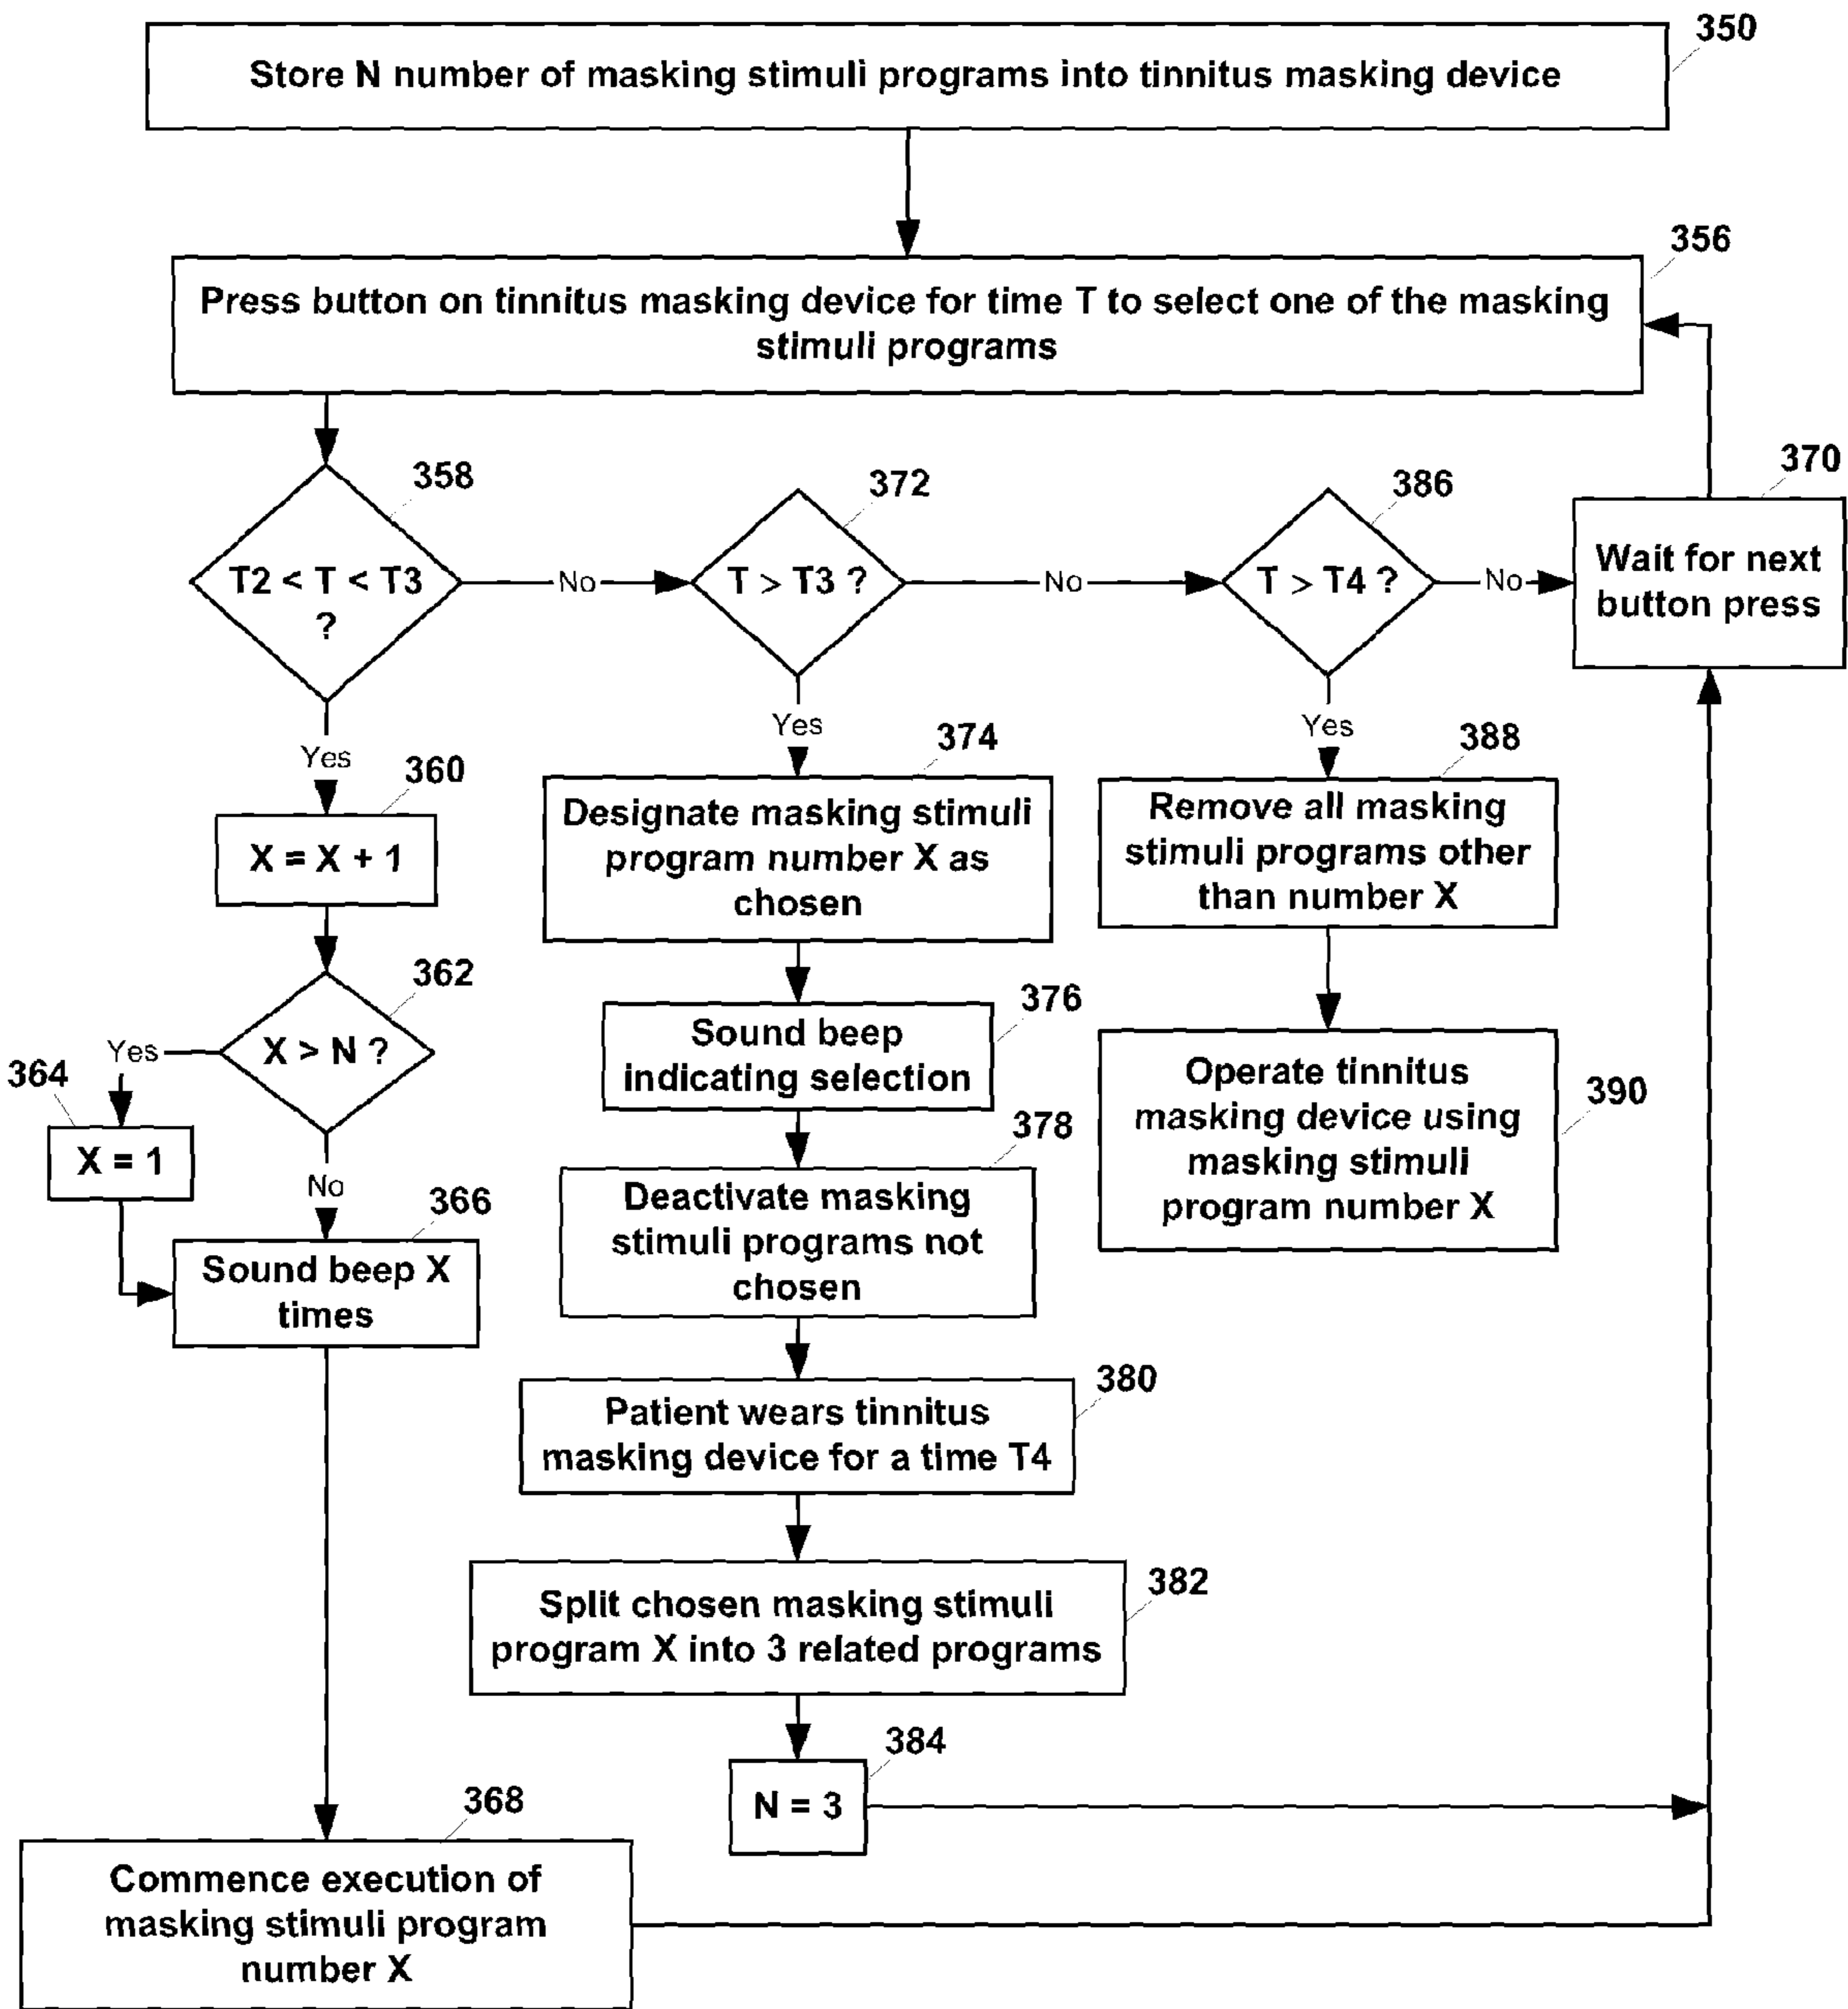 350
Store N number of masking stimuli programs into tinnitus masking device
356
Press button on tinnitus masking device for time T to select one of the masking
stimuli programs
358
T2 < T < T3
?
No
372
T > T3 ?
No
386
T > T4 ?
No
370
Wait for next
button press
Yes
360
X = X + 1
362
X > N ?
Yes
364
X = 1
No
366
Sound beep X
times
368
Commence execution of
masking stimuli program
number X
Yes
374
Designate masking stimuli
program number X as
chosen
376
Sound beep
indicating selection
378
Deactivate masking
stimuli programs not
chosen
380
Patient wears tinnitus
masking device for a time T4
382
Split chosen masking stimuli
program X into 3 related programs
384
N = 3
Yes
388
Remove all masking
stimuli programs other
than number X
390
Operate tinnitus
masking device using
masking stimuli
program number X